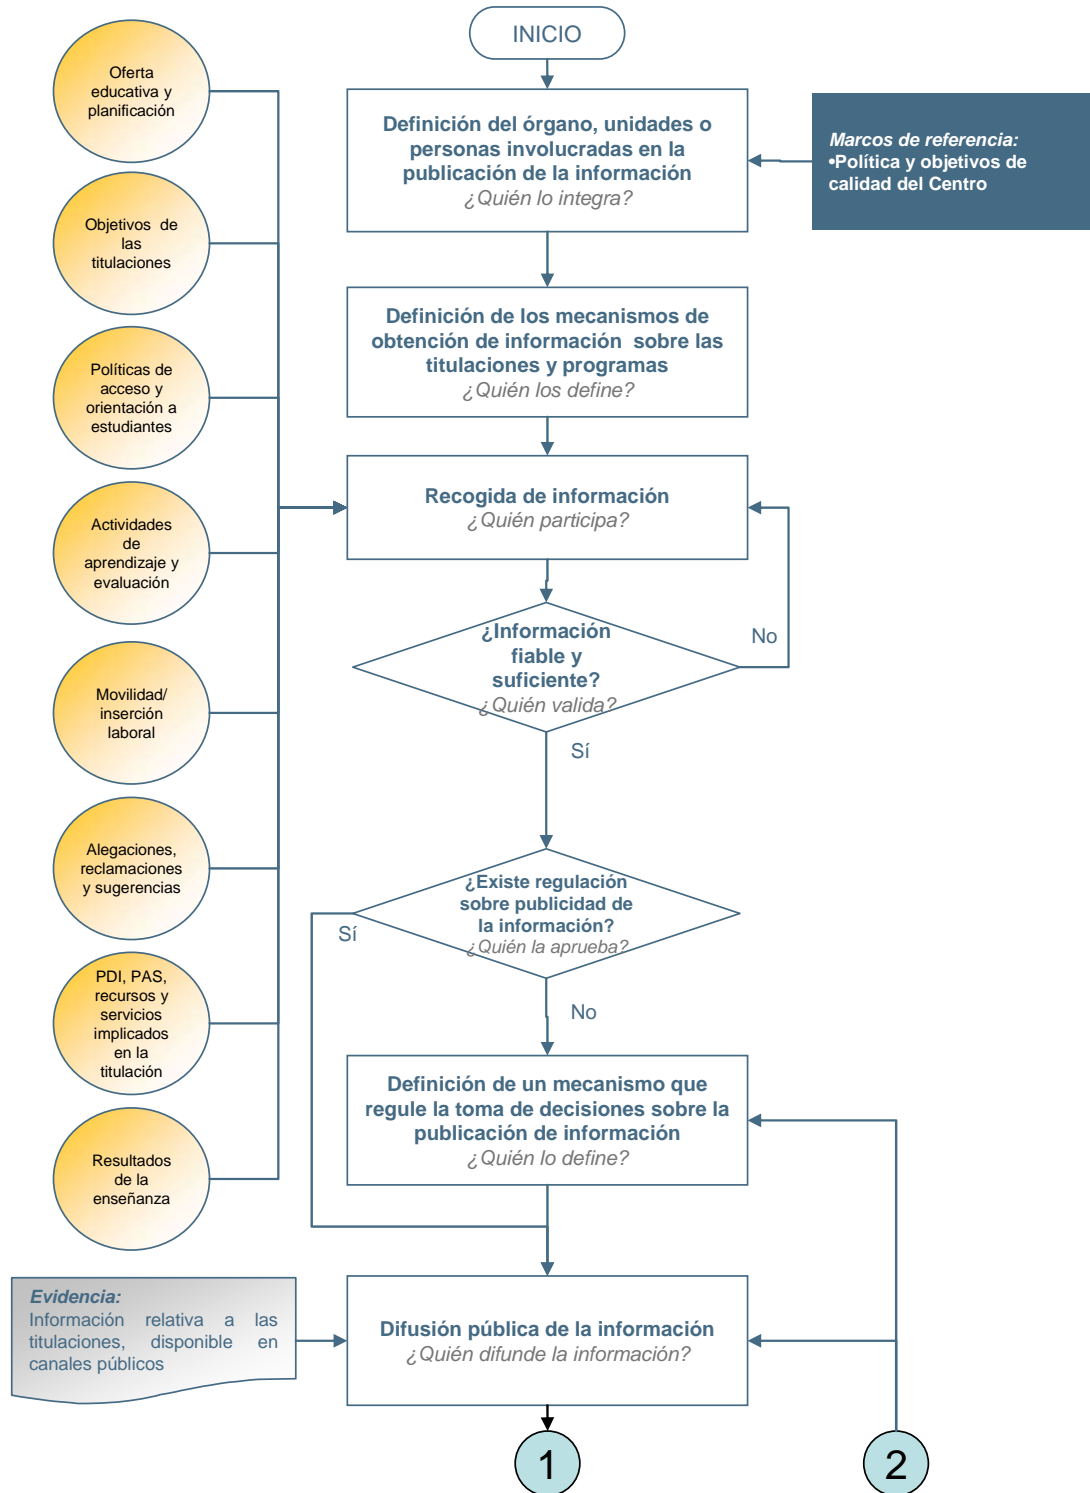 INICIO
Definición del órgano, unidades o
personas involucradas en la
publicación de la información
¿Quién lo integra?
Marcos de referencia:
•Política y objetivos de
calidad del Centro
Definición de los mecanismos de
obtención de información sobre las
titulaciones y programas
¿Quién los define?
Oferta
educativa y
planificación
Objetivos de
las
titulaciones
Políticas de
acceso y
orientación a
estudiantes
Actividades
de
aprendizaje y
evaluación
Movilidad/
inserción
laboral
Alegaciones,
reclamaciones
y sugerencias
PDI, PAS,
recursos y
servicios
implicados
en la
titulación
Resultados
de la
enseñanza
Recogida de información
¿Quién participa?
¿Información
fiable y
suficiente?
¿Quién valida?
No
Sí
¿Existe regulación
sobre publicidad de
la información?
¿Quién la aprueba?
Sí
No
Definición de un mecanismo que
regule la toma de decisiones sobre la
publicación de información
¿Quién lo define?
Evidencia:
Información relativa a las
titulaciones, disponible en
canales públicos
Difusión pública de la información
¿Quién difunde la información?
1
2